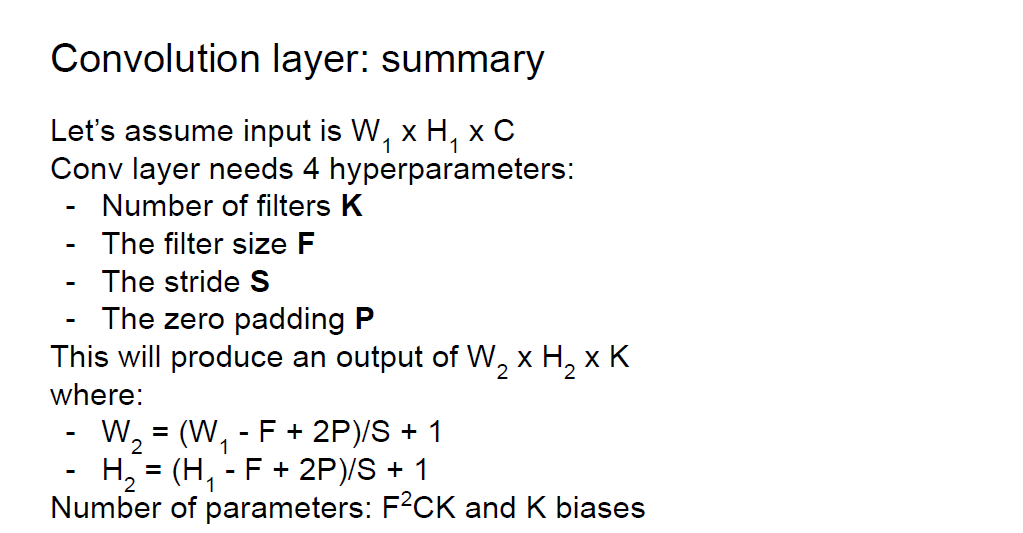 Convolution layer: summary
Let's assume input is W₁ x H₁ x C
Conv layer needs 4 hyperparameters:
- Number of filters K
- The filter size F
- The stride S
- The zero padding P
This will produce an output of W₂ x H₂ x K
where:
- W₂ = (W₁ - F + 2P)/S + 1
- H₂ = (H₁ - F + 2P)/S + 1
Number of parameters: F²CK and K biases